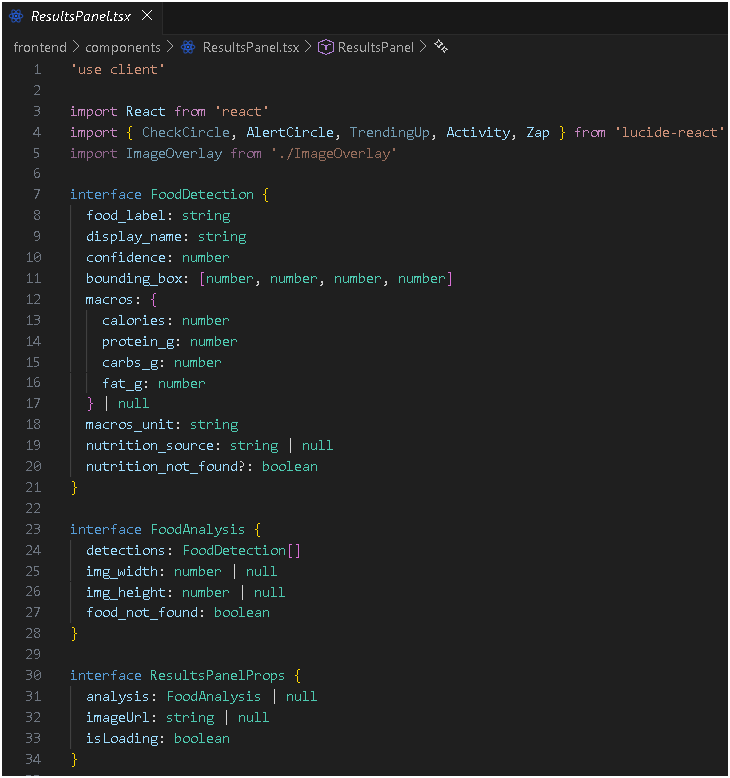 ResultsPanel.tsx
frontend > components > ResultsPanel.tsx > ResultsPanel >
1 'use client'
2
3 import React from 'react'
4 import { CheckCircle, AlertCircle, TrendingUp, Activity, Zap } from 'lucide-react'
5 import ImageOverlay from './ImageOverlay'
6
7 interface FoodDetection {
8 food_label: string
9 display_name: string
10 confidence: number
11 bounding_box: [number, number, number, number]
12 macros: {
13 calories: number
14 protein_g: number
15 carbs_g: number
16 fat_g: number
17 } | null
18 macros_unit: string
19 nutrition_source: string | null
20 nutrition_not_found?: boolean
21 }
22
23 interface FoodAnalysis {
24 detections: FoodDetection[]
25 img_width: number | null
26 img_height: number | null
27 food_not_found: boolean
28 }
29
30 interface ResultsPanelProps {
31 analysis: FoodAnalysis | null
32 imageUrl: string | null
33 isLoading: boolean
34 }